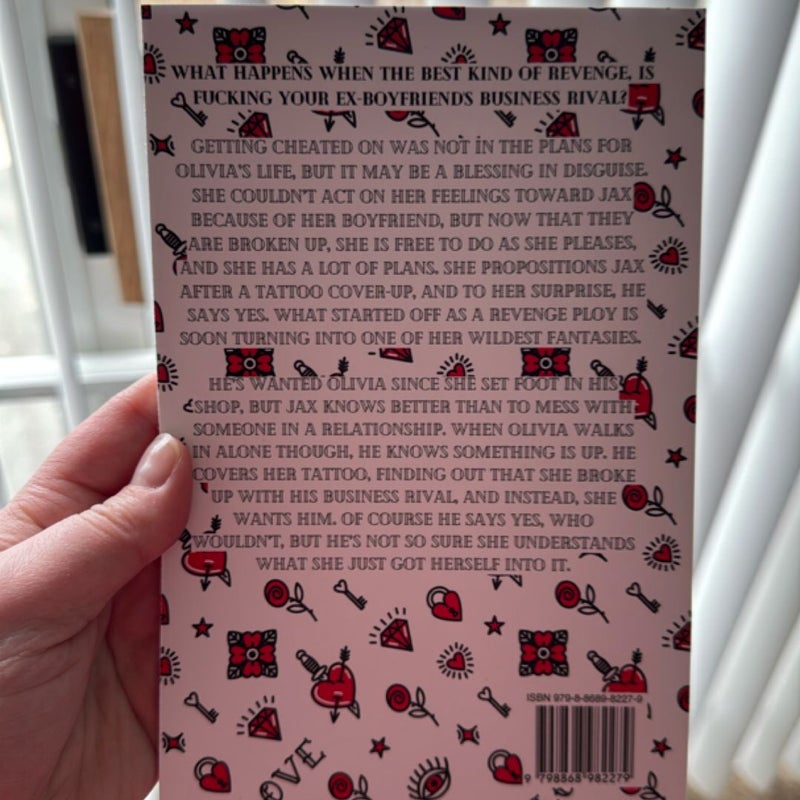 WHAT HAPPENS WHEN THE BEST KIND OF REVENGE, IS
FUCKING YOUR EX-BOYFRIEND'S BUSINESS RIVAL?
GETTING CHEATED ON WAS NOT IN THE PLANS FOR
OLIVIA'S LIFE, BUT IT MAY BE A BLESSING IN DISGUISE.
SHE COULDN'T ACT ON HER FEELINGS TOWARD JAX
BECAUSE OF HER BOYFRIEND, BUT NOW THAT THEY
ARE BROKEN UP, SHE IS FREE TO DO AS SHE PLEASES,
AND SHE HAS A LOT OF PLANS. SHE PROPOSITIONS JAX
AFTER A TATTOO COVER-UP, AND TO HER SURPRISE, HE
SAYS YES. WHAT STARTED OFF AS A REVENGE PLOY IS
SOON TURNING INTO ONE OF HER WILDEST FANTASIES.
HE'S WANTED OLIVIA SINCE SHE SET FOOT IN HIS
SHOP, BUT JAX KNOWS BETTER THAN TO MESS WITH
SOMEONE IN A RELATIONSHIP. WHEN OLIVIA WALKS
IN ALONE THOUGH, HE KNOWS SOMETHING IS UP. HE
COVERS HER TATTOO, FINDING OUT THAT SHE BROKE
UP WITH HIS BUSINESS RIVAL, AND INSTEAD, SHE
WANTS HIM. OF COURSE HE SAYS YES, WHO
WOULDN'T, BUT HE'S NOT SO SURE SHE UNDERSTANDS
WHAT SHE JUST GOT HERSELF INTO IT.
ISBN 979-8-8689-8227-9
9 798868 982279
OVE